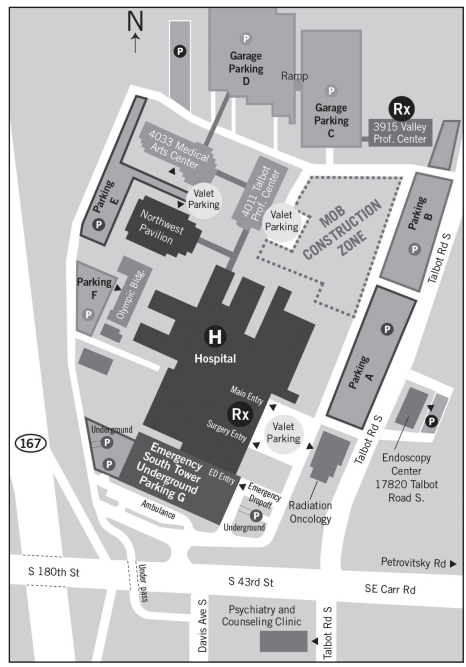 N
P
P
Garage
Parking
D
Ramp
P
Garage
Parking
C
Rx
3915 Valley
Prof. Center
4033 Medical
Arts Center
4011 Talbot
Prof. Center
Valet
Parking
Valet
Parking
MOB
CONSTRUCTION
ZONE
Parking
E
P
Northwest
Pavilion
Parking
B
P
Talbot Rd S
Parking
F
P
Olympic Bldg.
H
Hospital
P
Parking
A
Main Entry
Rx
Surgery Entry
Valet
Parking
Talbot Rd S
P
Endoscopy
Center
17820 Talbot
Road S.
167
Underground
P
P
Emergency
South Tower
Underground
Parking G
ED Entry
Emergency
Dropoff
P
Underground
Radiation
Oncology
Ambulance
Petrovitsky Rd
S 180th St
Under pass
S 43rd St
SE Carr Rd
Davis Ave S
Psychiatry and
Counseling Clinic
Talbot Rd S